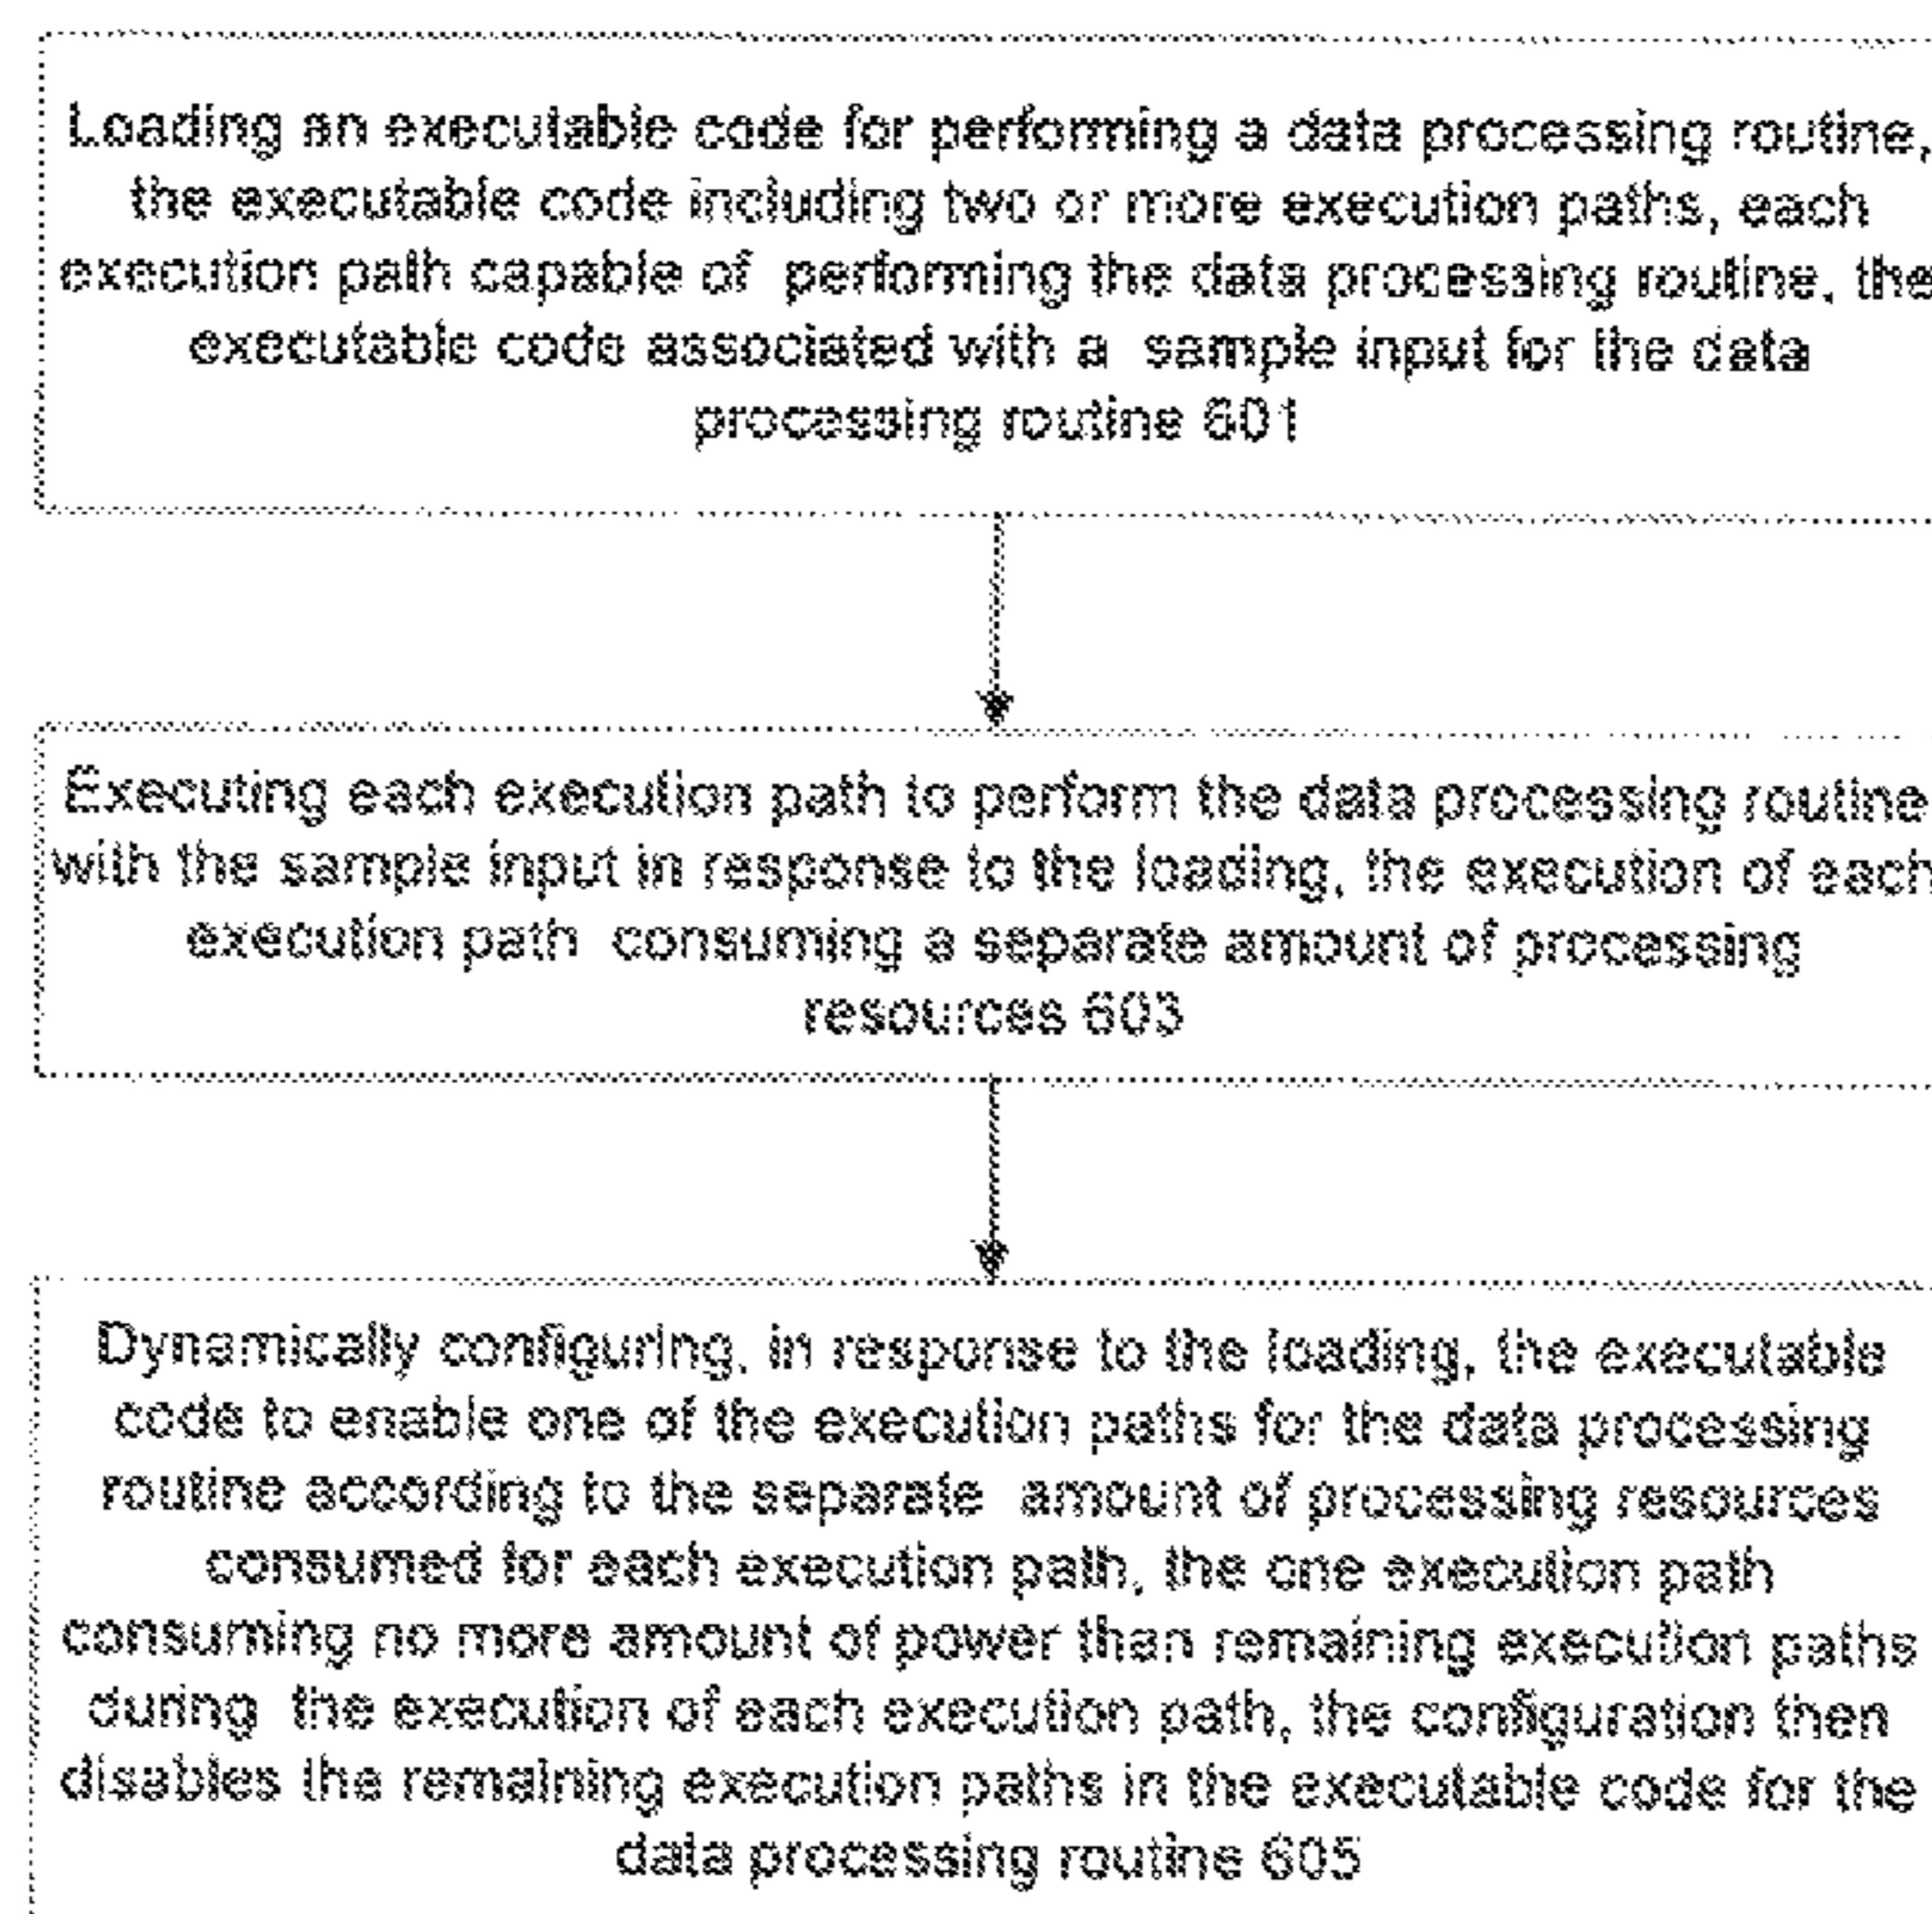 Loading an executable code for performing a data processing routine,
the executable code including two or more execution paths, each
execution path capable of performing the data processing routine, the
executable code associated with a sample input for the data
processing routine 601
Executing each execution path to perform the data processing routine
with the sample input in response to the loading, the execution of each
execution path consuming a separate amount of processing
resources 603
Dynamically configuring, in response to the loading, the executable
code to enable one of the execution paths for the data processing
routine according to the separate amount of processing resources
consumed for each execution path, the one execution path
consuming no more amount of power than remaining execution paths
during the execution of each execution path, the configuration then
disables the remaining execution paths in the executable code for the
data processing routine 605